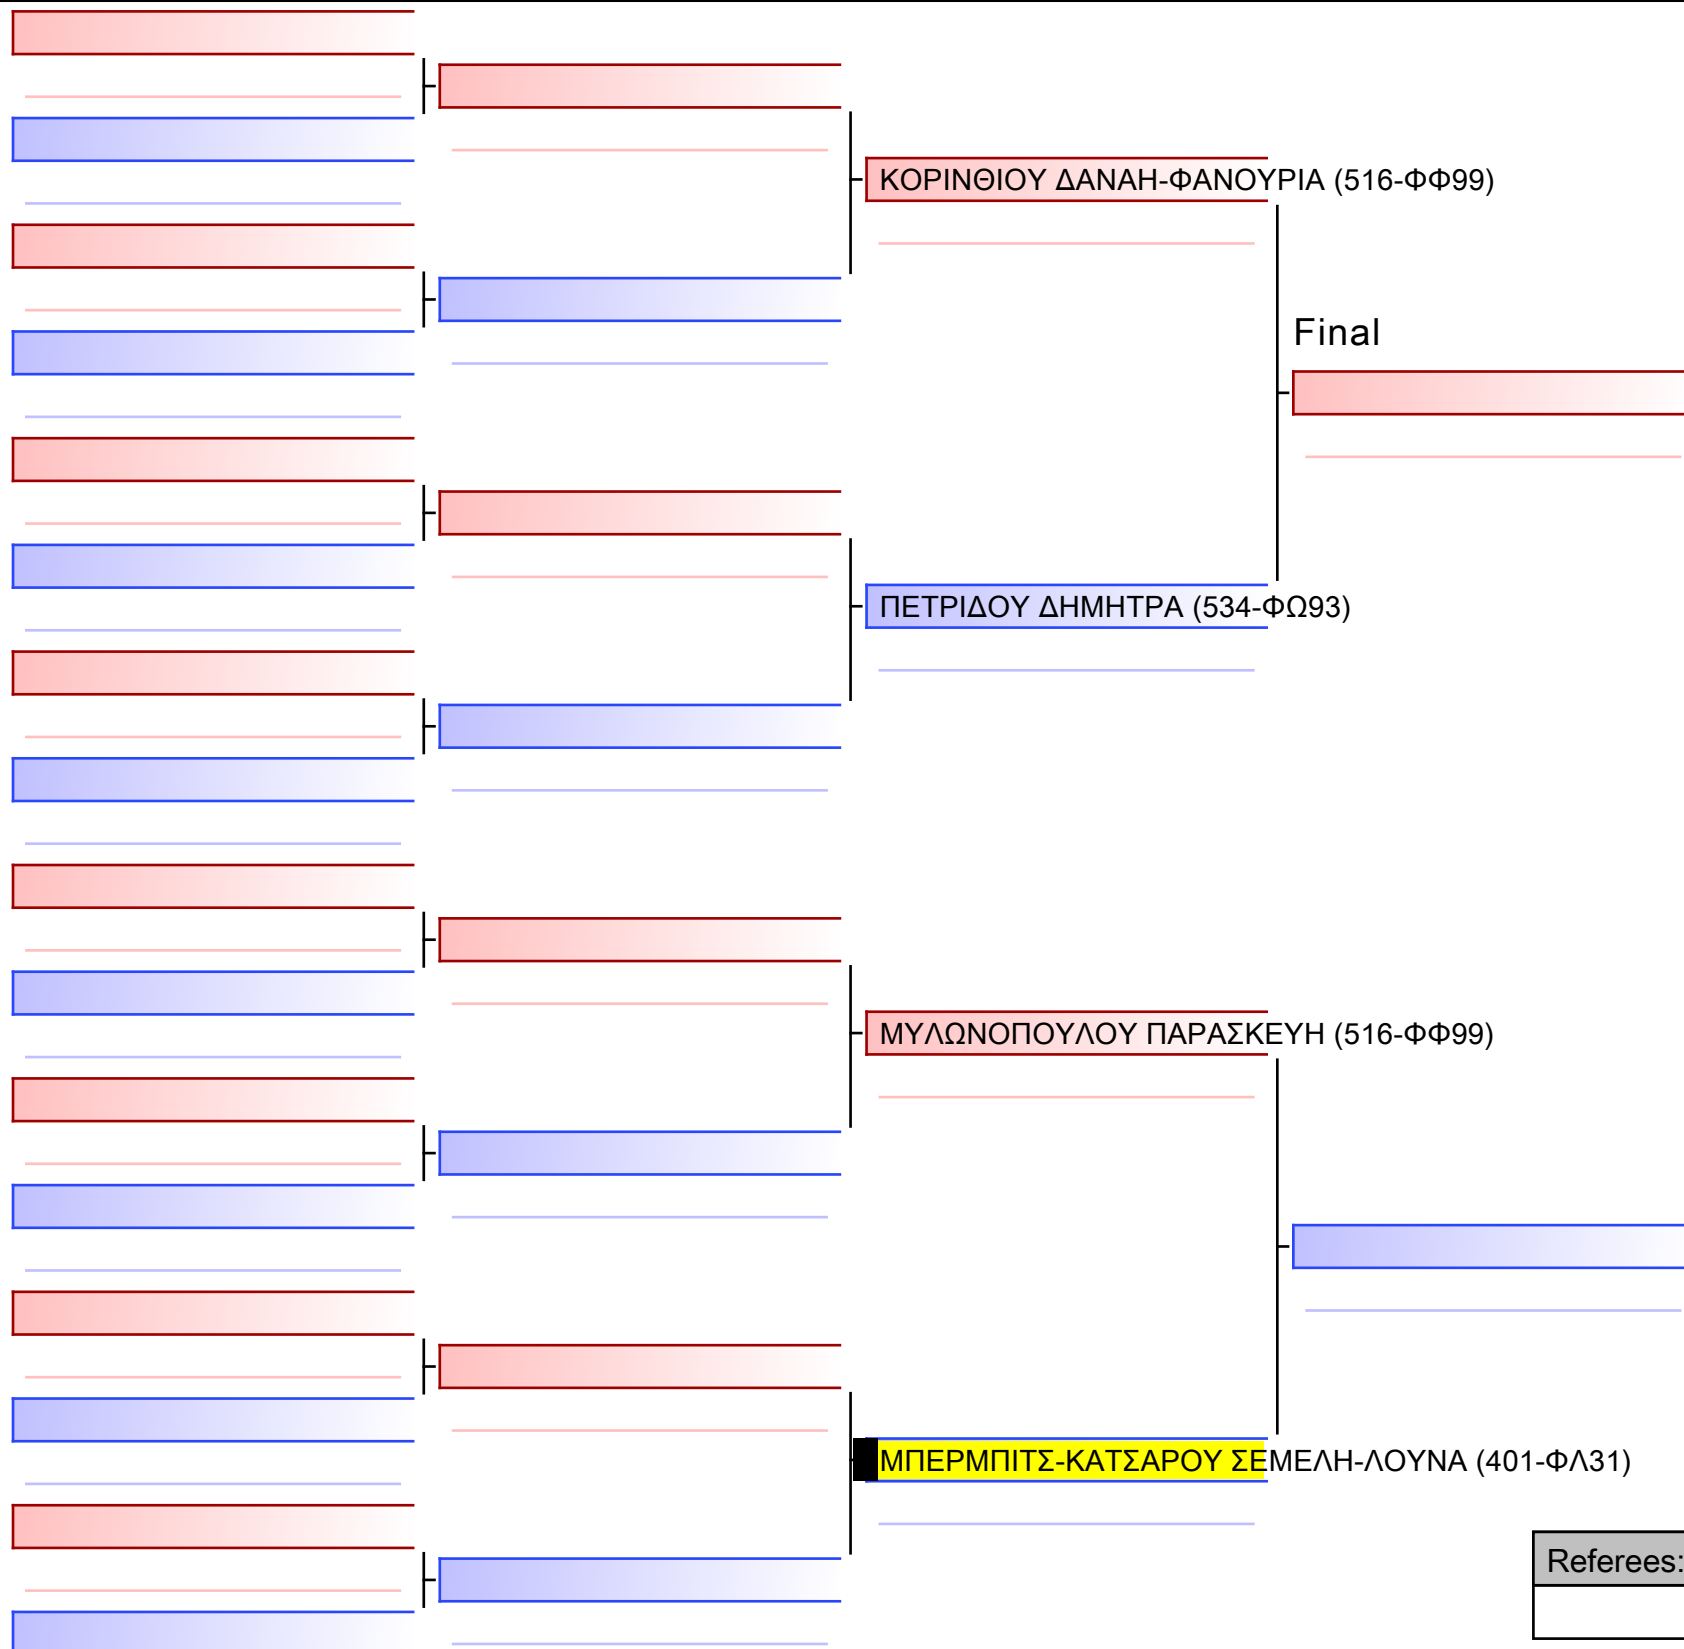 ΚΟΡΙΝΘΙΟΥ ΔΑΝΑΗ-ΦΑΝΟΥΡΙΑ (516-ΦΦ99)
Final
ΠΕΤΡΙΔΟΥ ΔΗΜΗΤΡΑ (534-ΦΩ93)
ΜΥΛΩΝΟΠΟΥΛΟΥ ΠΑΡΑΣΚΕΥΗ (516-ΦΦ99)
ΜΠΕΡΜΠΙΤΣ-ΚΑΤΣΑΡΟΥ ΣΕΜΕΛΗ-ΛΟΥΝΑ (401-ΦΛ31)
Referees: